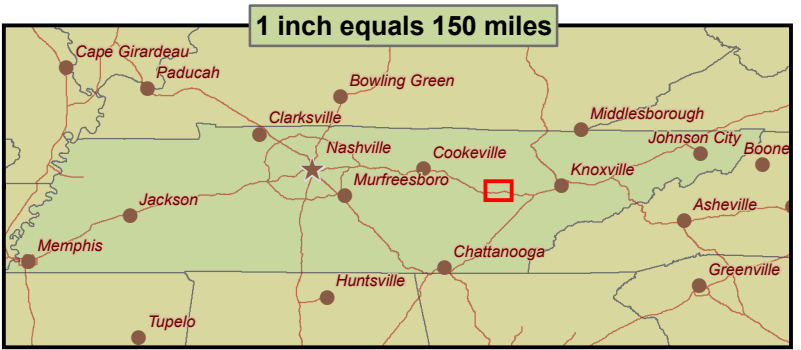 1 inch equals 150 miles
Cape Girardeau
Paducah
Bowling Green
Clarksville
Middlesborough
Johnson City
Boone
Nashville
Cookeville
Knoxville
Murfreesboro
Jackson
Asheville
Memphis
Chattanooga
Greenville
Huntsville
Tupelo